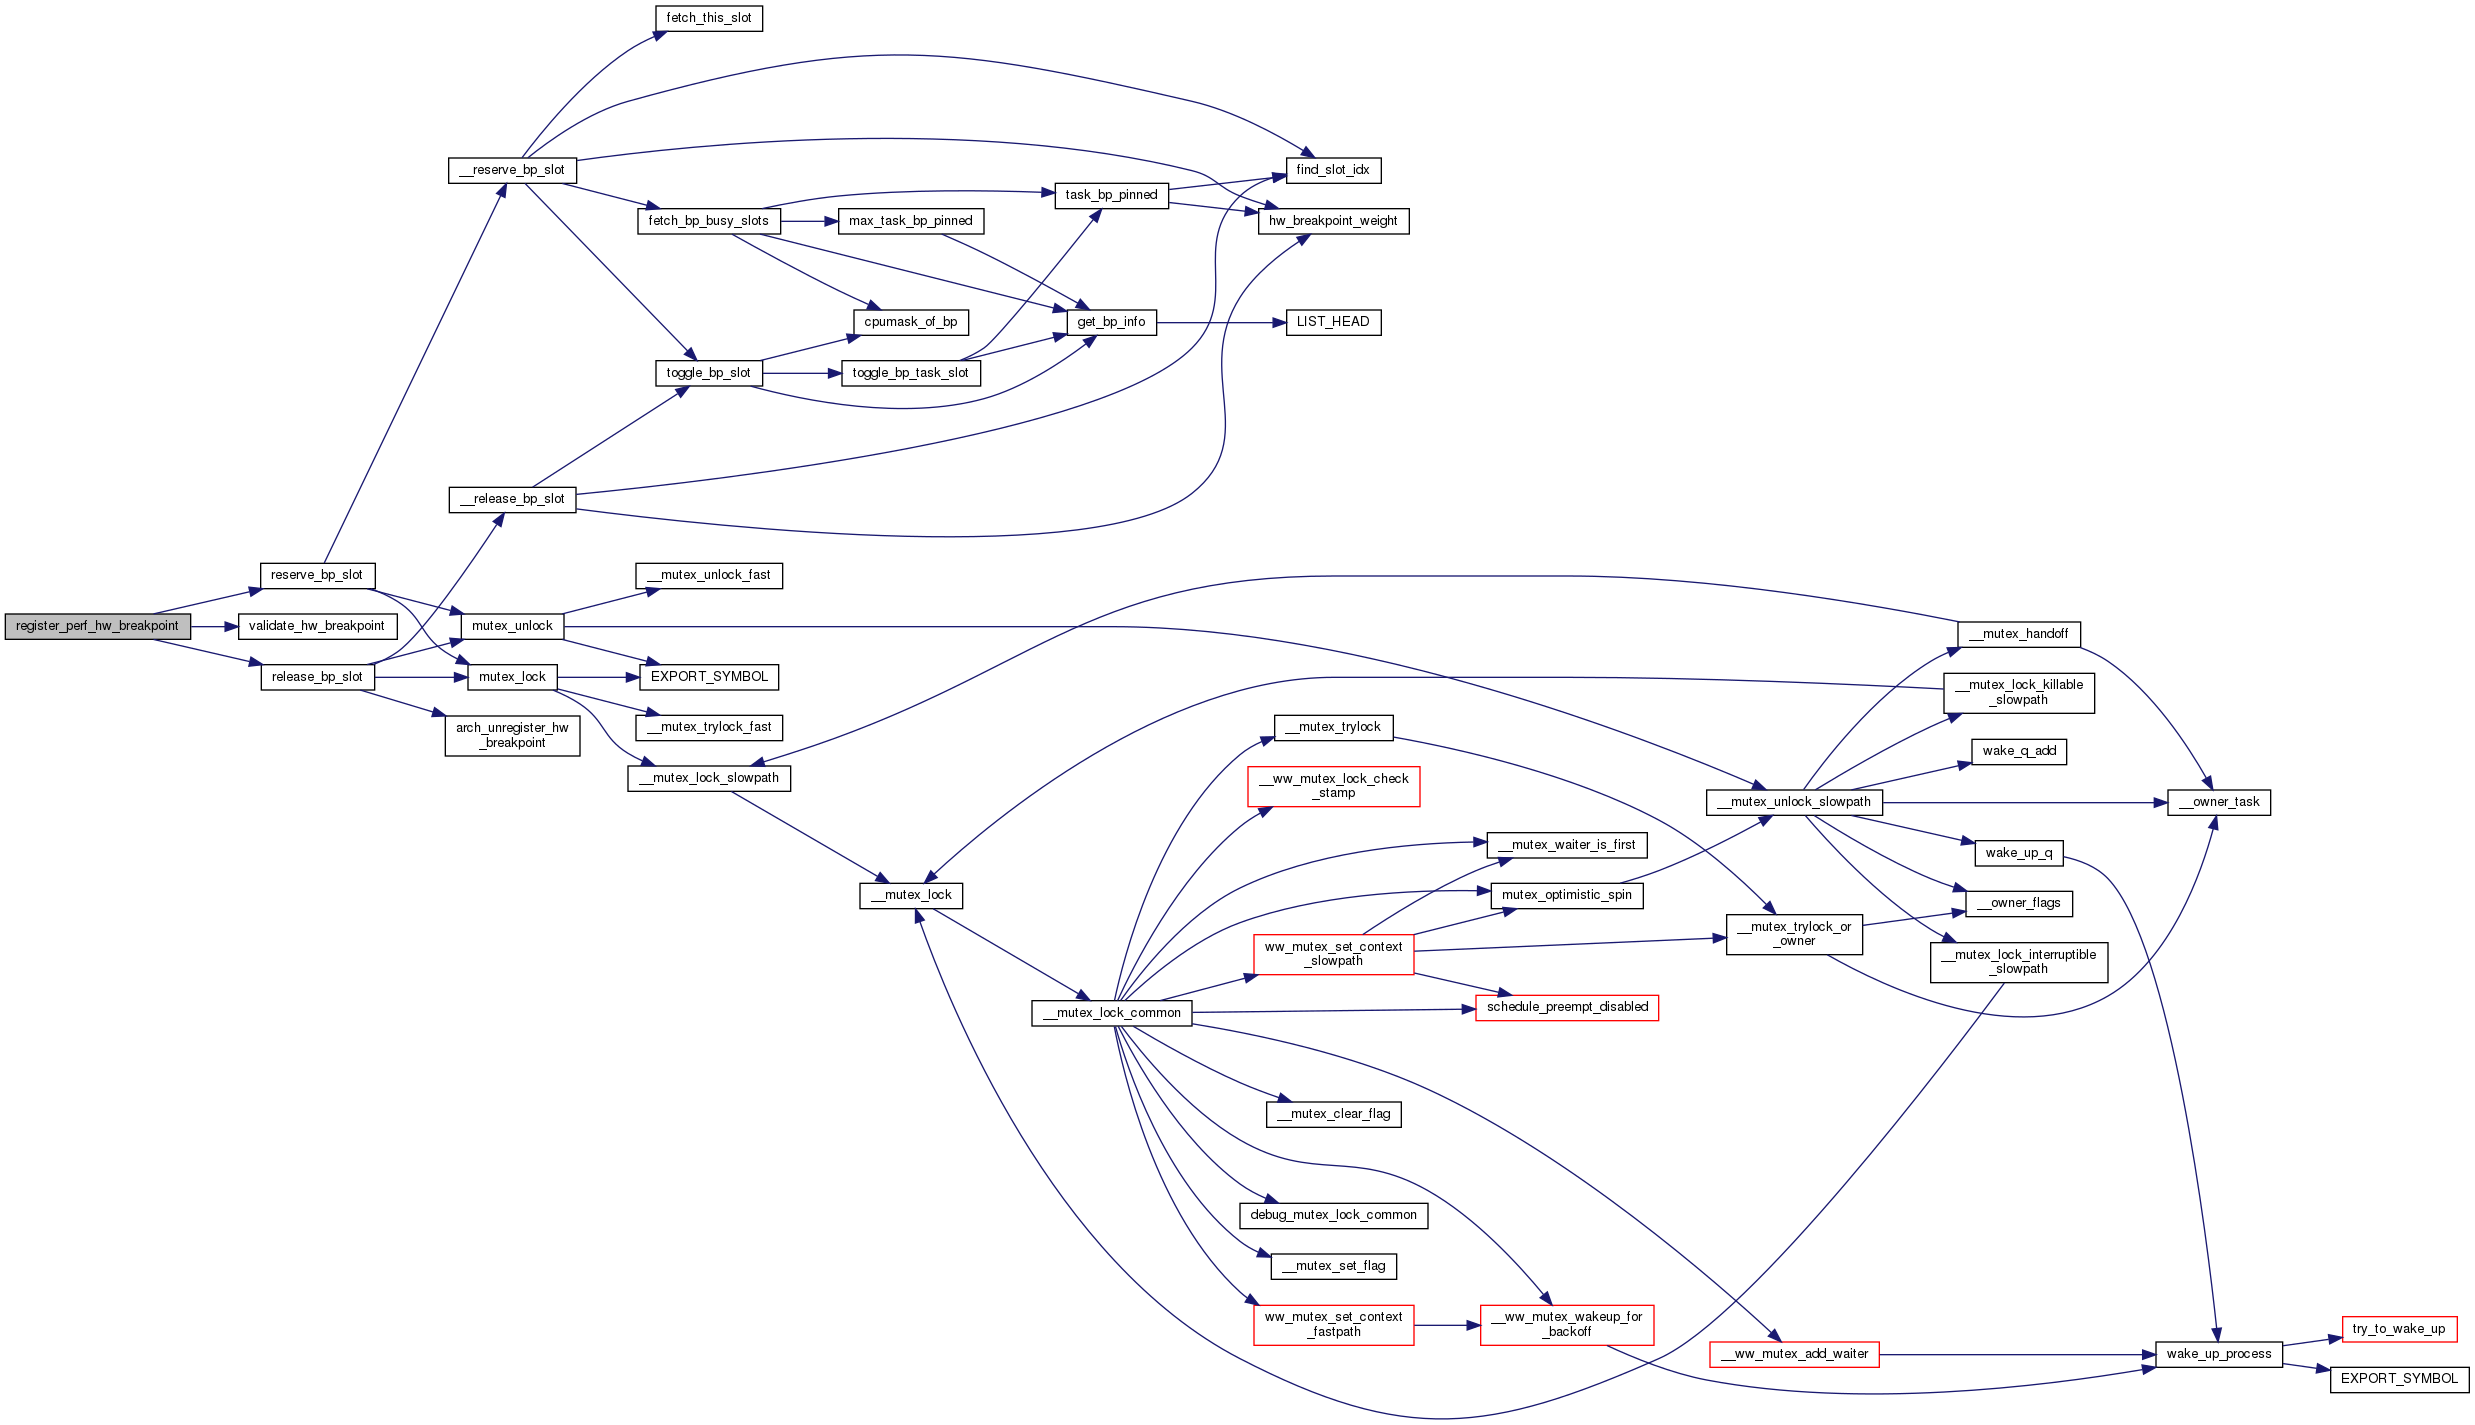 fetch_this_slot
__reserve_bp_slot
find_slot_idx
task_bp_pinned
fetch_bp_busy_slots
max_task_bp_pinned
hw_breakpoint_weight
cpumask_of_bp
get_bp_info
LIST_HEAD
toggle_bp_slot
toggle_bp_task_slot
__release_bp_slot
reserve_bp_slot
__mutex_unlock_fast
register_perf_hw_breakpoint
validate_hw_breakpoint
mutex_unlock
__mutex_handoff
release_bp_slot
mutex_lock
EXPORT_SYMBOL
__mutex_lock_killable
_slowpath
arch_unregister_hw
_breakpoint
__mutex_trylock_fast
__mutex_trylock
wake_q_add
__mutex_lock_slowpath
__ww_mutex_lock_check
_stamp
__mutex_unlock_slowpath
__owner_task
__mutex_waiter_is_first
wake_up_q
__mutex_lock
mutex_optimistic_spin
__owner_flags
ww_mutex_set_context
_slowpath
__mutex_trylock_or
_owner
__mutex_lock_interruptible
_slowpath
__mutex_lock_common
schedule_preempt_disabled
__mutex_clear_flag
debug_mutex_lock_common
__mutex_set_flag
ww_mutex_set_context
_fastpath
__ww_mutex_wakeup_for
_backoff
__ww_mutex_add_waiter
wake_up_process
try_to_wake_up
EXPORT_SYMBOL